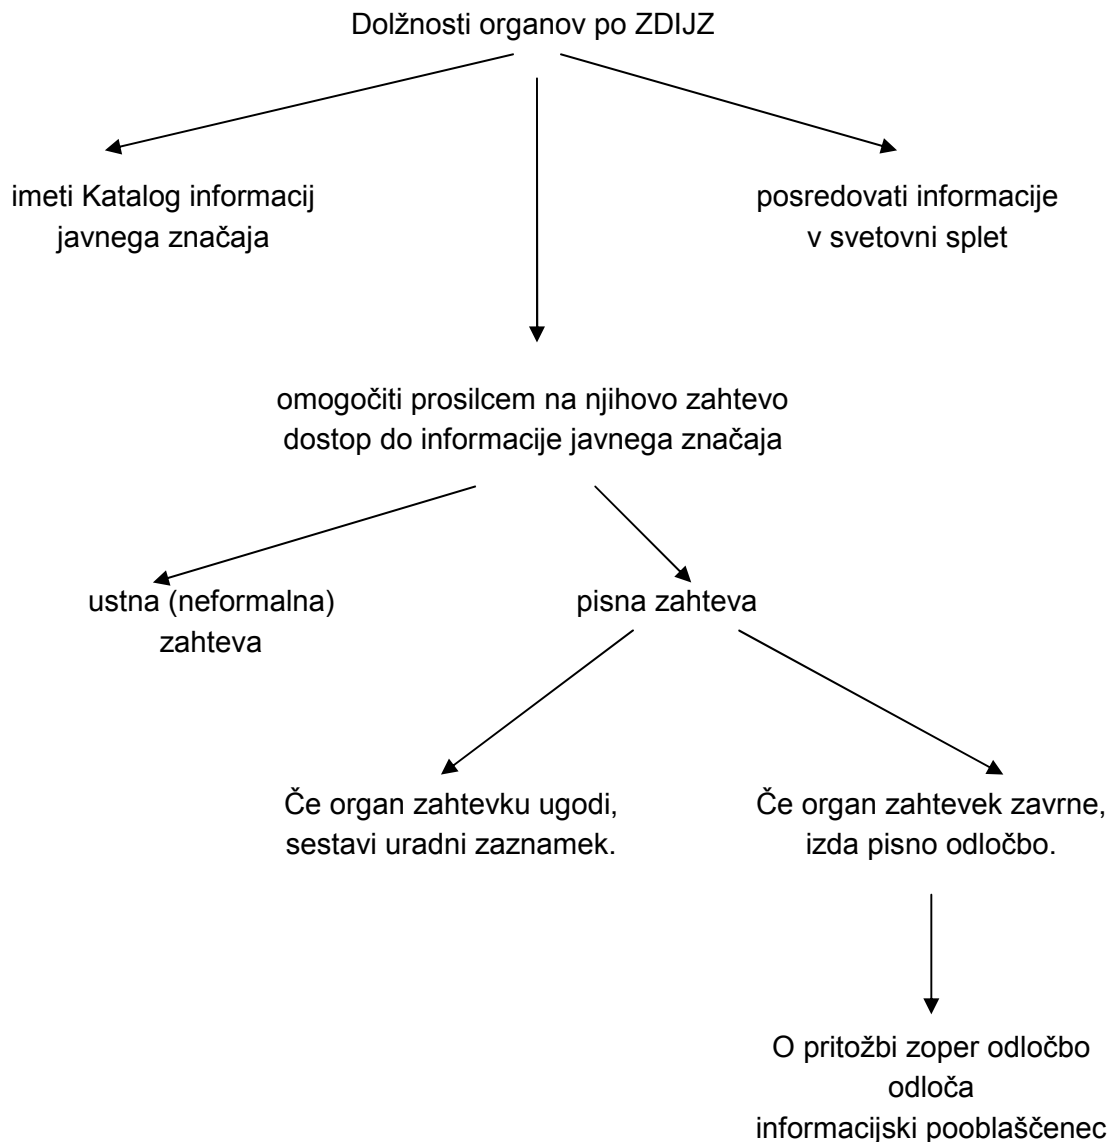 Dolžnosti organov po ZDIJZ
imeti Katalog informacij
javnega značaja
posredovati informacije
v svetovni splet
omogočiti prosilcem na njihovo zahtevo
dostop do informacije javnega značaja
ustna (neformalna)
zahteva
pisna zahteva
Če organ zahtevku ugodi,
sestavi uradni zaznamek.
Če organ zahtevek zavrne,
izda pisno odločbo.
O pritožbi zoper odločbo
odloča
informacijski pooblaščenec